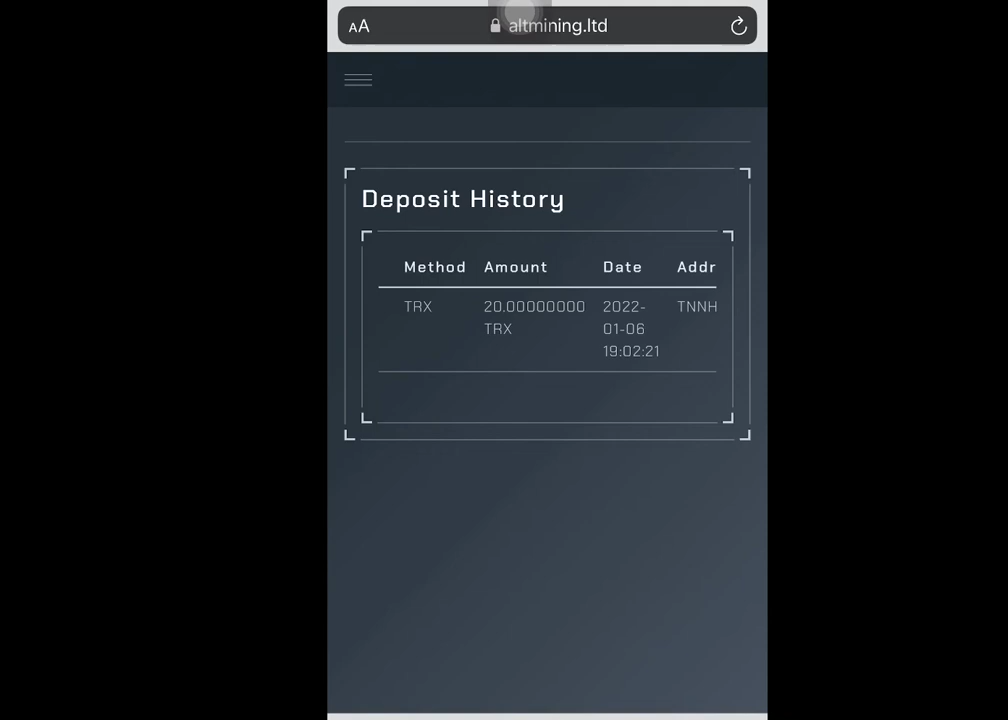 AA altmining.ltd
Deposit History
Method Amount Date Addr
TRX 20.00000000 2022- TNNH
TRX 01-06
19:02:21